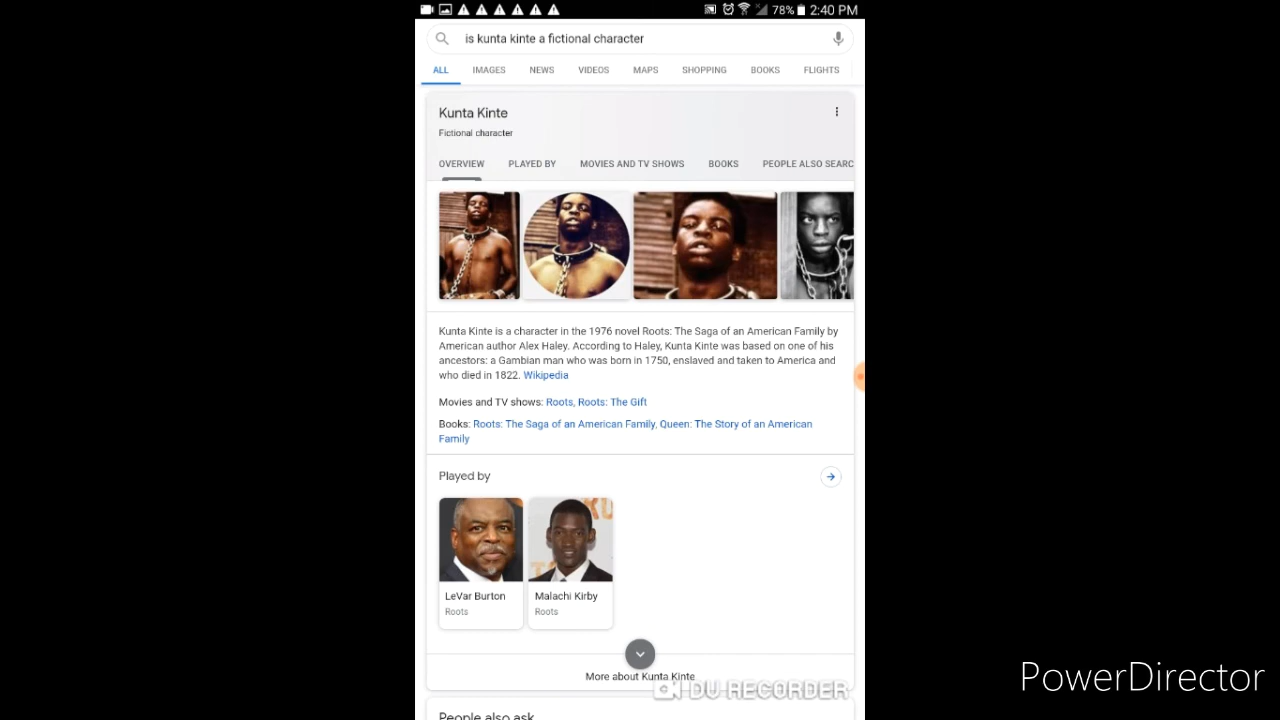 78% 2:40 PM
is kunta kinte a fictional character
ALL IMAGES NEWS VIDEOS MAPS SHOPPING BOOKS FLIGHTS
Kunta Kinte
Fictional character
OVERVIEW PLAYED BY MOVIES AND TV SHOWS BOOKS PEOPLE ALSO SEARC
Kunta Kinte is a character in the 1976 novel Roots: The Saga of an American Family by
American author Alex Haley. According to Haley, Kunta Kinte was based on one of his
ancestors: a Gambian man who was born in 1750, enslaved and taken to America and
who died in 1822. Wikipedia
Movies and TV shows: Roots, Roots: The Gift
Books: Roots: The Saga of an American Family, Queen: The Story of an American
Family
Played by
LeVar Burton
Roots
Malachi Kirby
Roots
More about Kunta Kinte
DU RECORDER
PowerDirector
People also ask